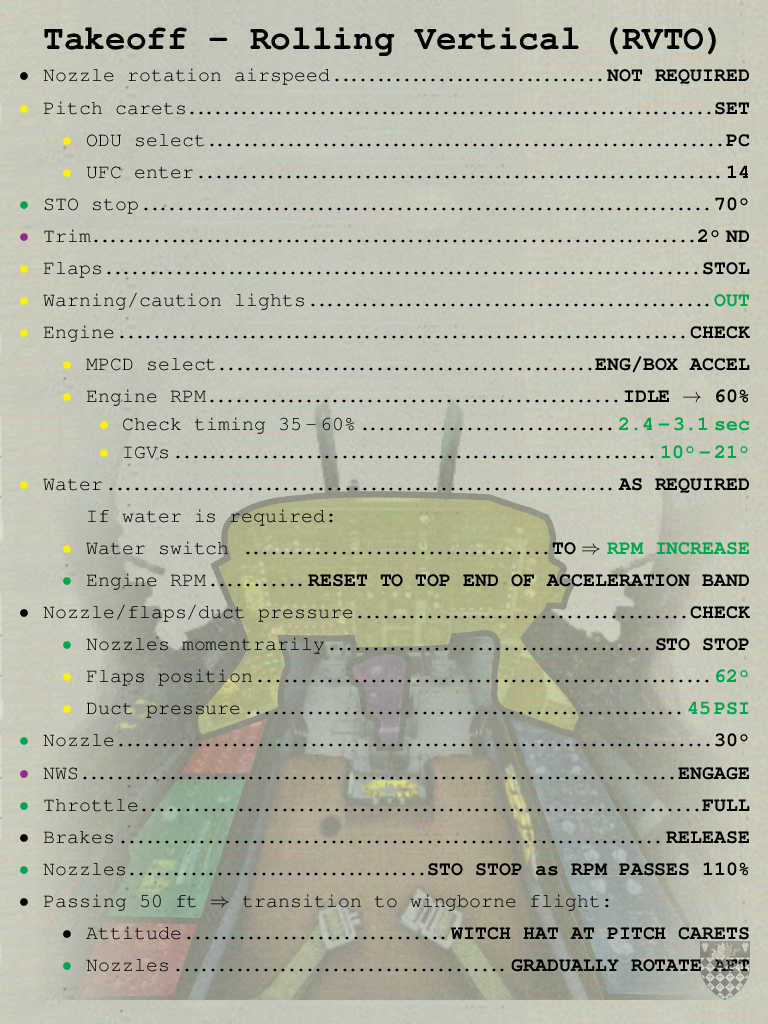 Takeoff – Rolling Vertical (RVTO)
• Nozzle rotation airspeed..............................NOT REQUIRED
• Pitch carets.................................................SET
• ODU select................................................PC
• UFC enter.................................................14
• STO stop.....................................................70°
• Trim.........................................................2° ND
• Flaps........................................................STOL
• Warning/caution lights.......................................OUT
• Engine.......................................................CHECK
• MPCD select.....................................ENG/BOX ACCEL
• Engine RPM......................................IDLE → 60%
• Check timing 35–60%..............................2.4–3.1 sec
• IGVs.............................................10°–21°
• Water........................................................AS REQUIRED
If water is required:
• Water switch ....................................TO ⇒ RPM INCREASE
• Engine RPM...........RESET TO TOP END OF ACCELERATION BAND
• Nozzle/flaps/duct pressure...................................CHECK
• Nozzles momentrarily.....................................STO STOP
• Flaps position...........................................62°
• Duct pressure............................................45 PSI
• Nozzle.......................................................30°
• NWS..........................................................ENGAGE
• Throttle.....................................................FULL
• Brakes.......................................................RELEASE
• Nozzles...................................STO STOP as RPM PASSES 110%
• Passing 50 ft ⇒ transition to wingborne flight:
• Attitude..............................WITCH HAT AT PITCH CARETS
• Nozzles......................................GRADUALLY ROTATE AFT